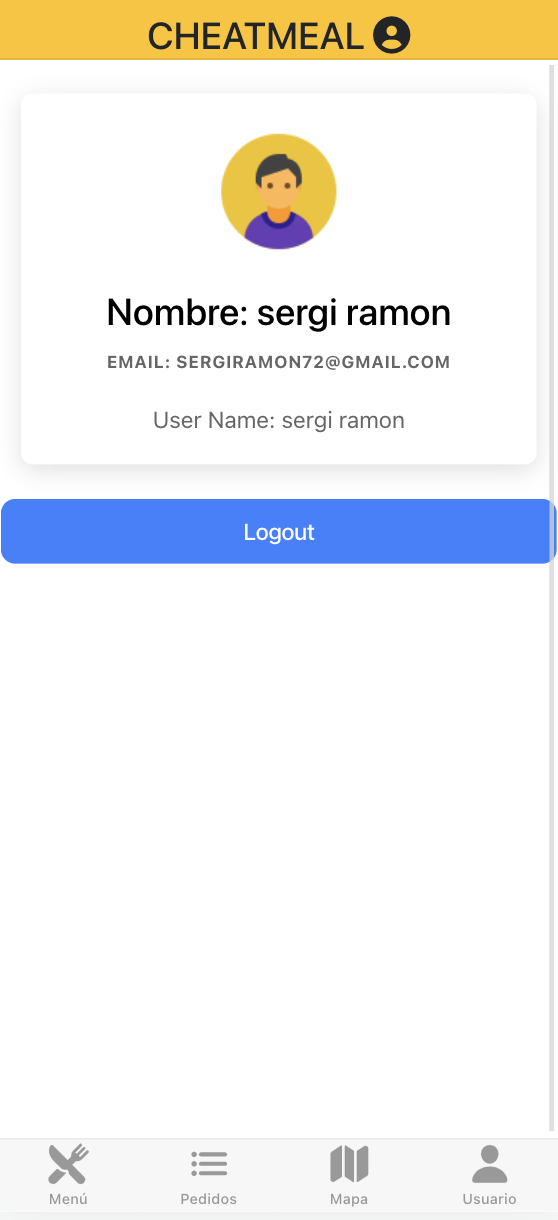 CHEATMEAL
Nombre: sergi ramon
EMAIL: SERGIRAMON72@GMAIL.COM
User Name: sergi ramon
Logout
Menú Pedidos Mapa Usuario